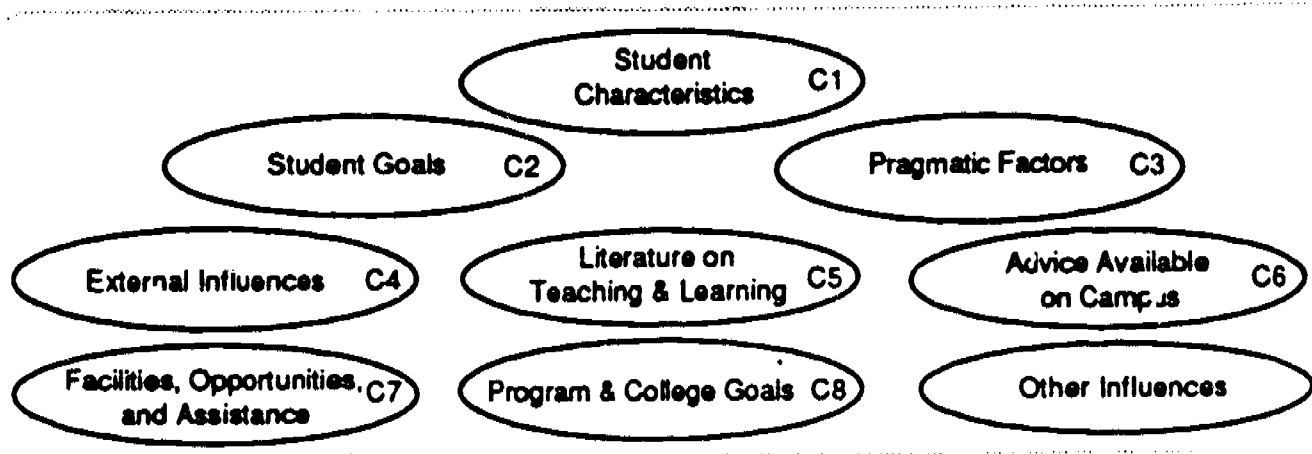 Student
Characteristics C1
Student Goals C2
Pragmatic Factors C3
External Influences C4
Literature on
Teaching & Learning C5
Advice Available
on Campus C6
Facilities, Opportunities,
and Assistance C7
Program & College Goals C8
Other Influences